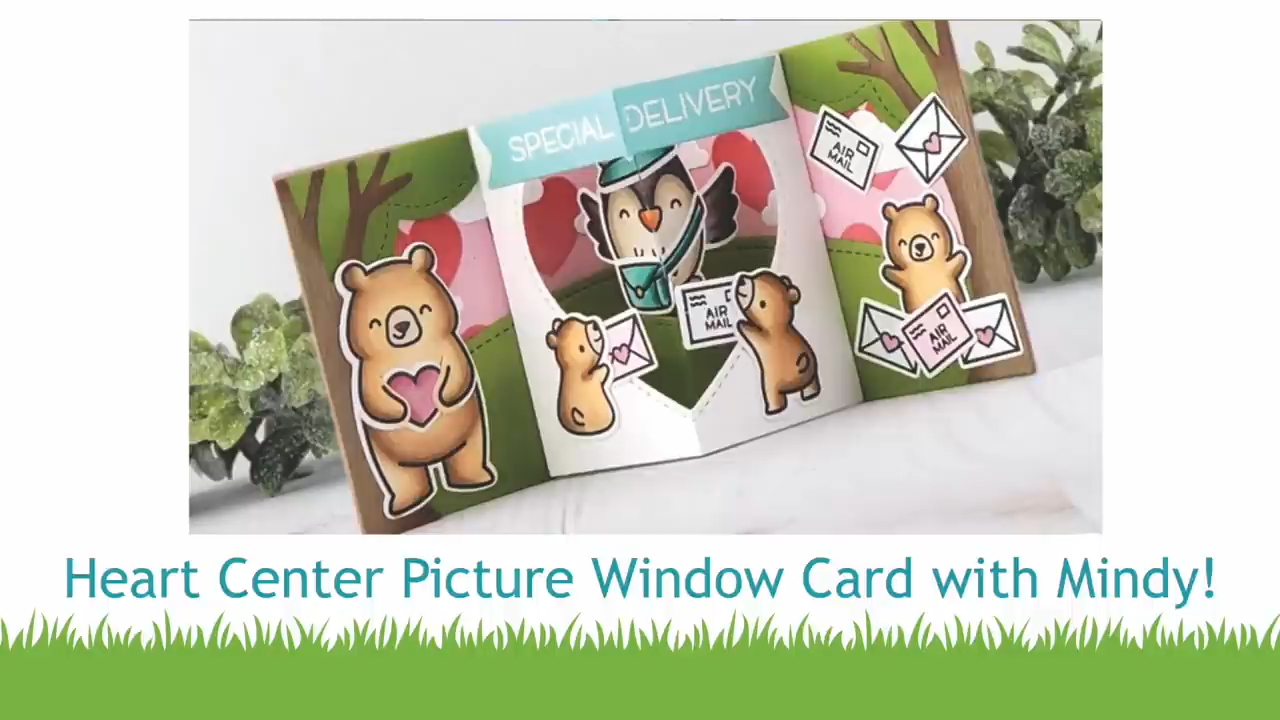 SPECIAL DELIVERY
AIR
MAIL
AIR
MAIL
AIR
MAIL
Heart Center Picture Window Card with Mindy!